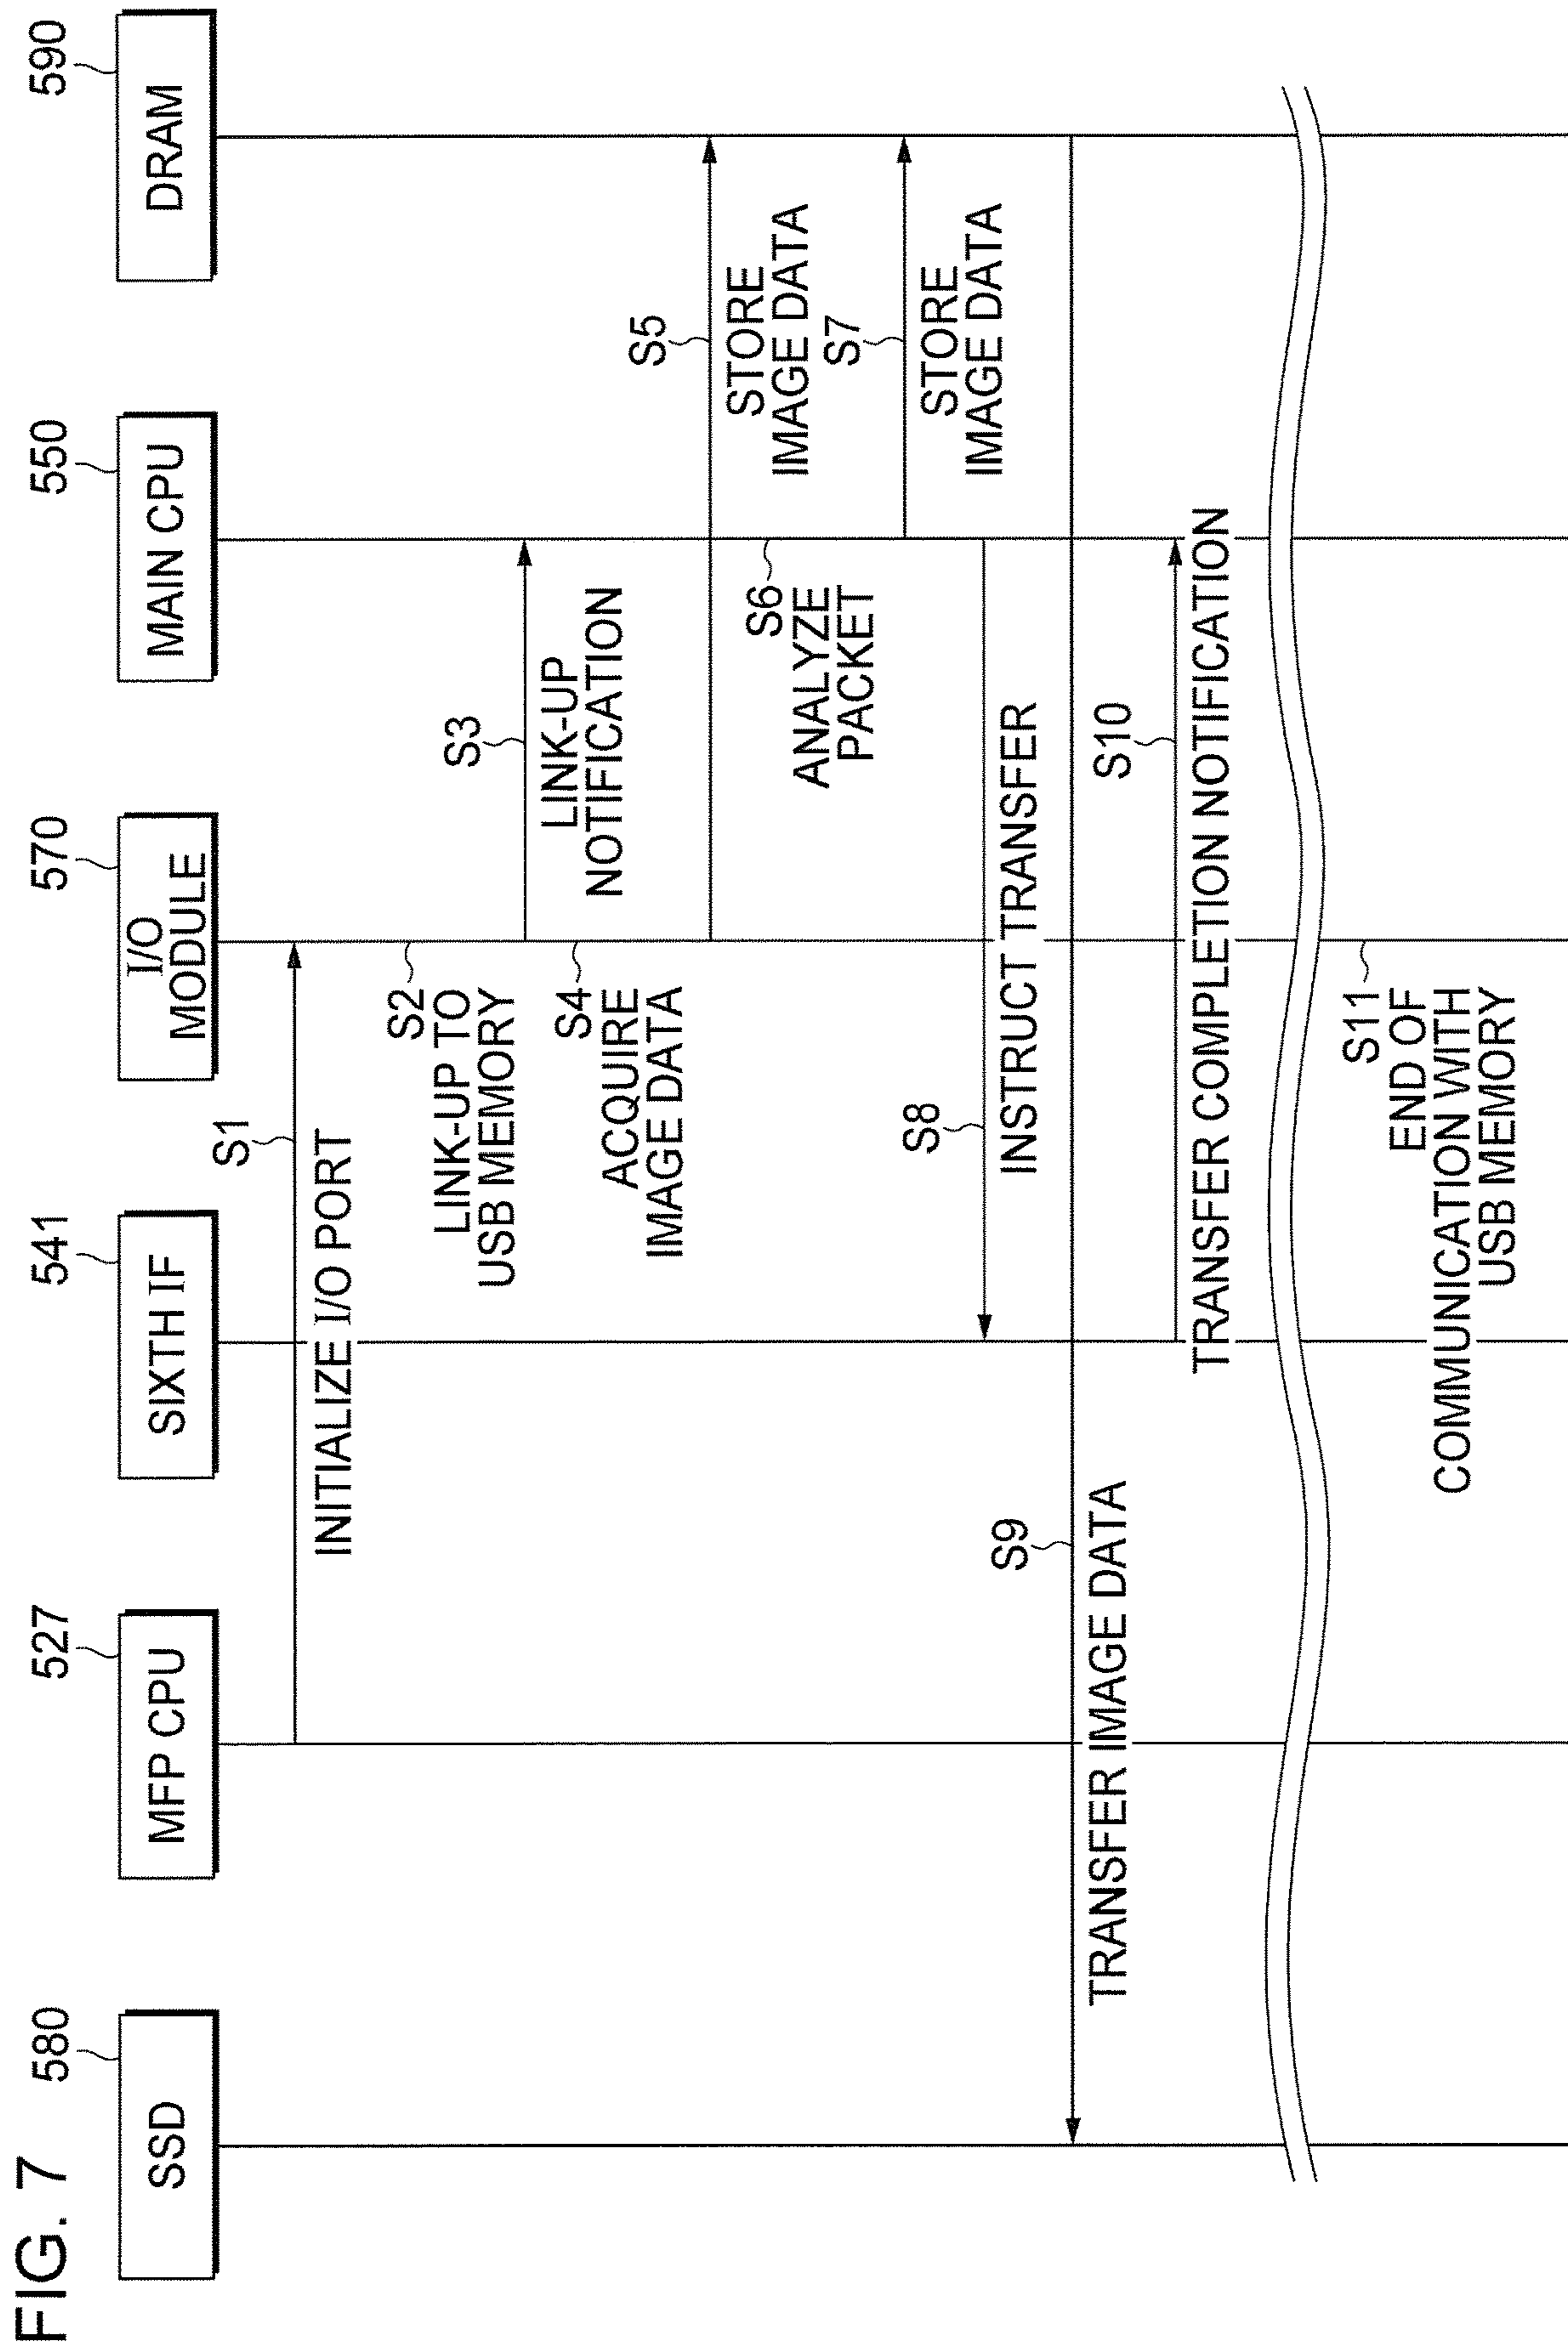 FIG. 7
580
527
541
570
550
590
SSD
MFP CPU
SIXTH IF
I/O
MODULE
MAIN CPU
DRAM
S1
INITIALIZE I/O PORT
S2
LINK-UP TO
USB MEMORY
S3
LINK-UP
NOTIFICATION
S4
ACQUIRE
IMAGE DATA
S5
STORE
IMAGE DATA
S6
ANALYZE
PACKET
S7
STORE
IMAGE DATA
S8
INSTRUCT TRANSFER
S9
TRANSFER IMAGE DATA
S10
TRANSFER COMPLETION NOTIFICATION
S11
END OF
COMMUNICATION WITH
USB MEMORY